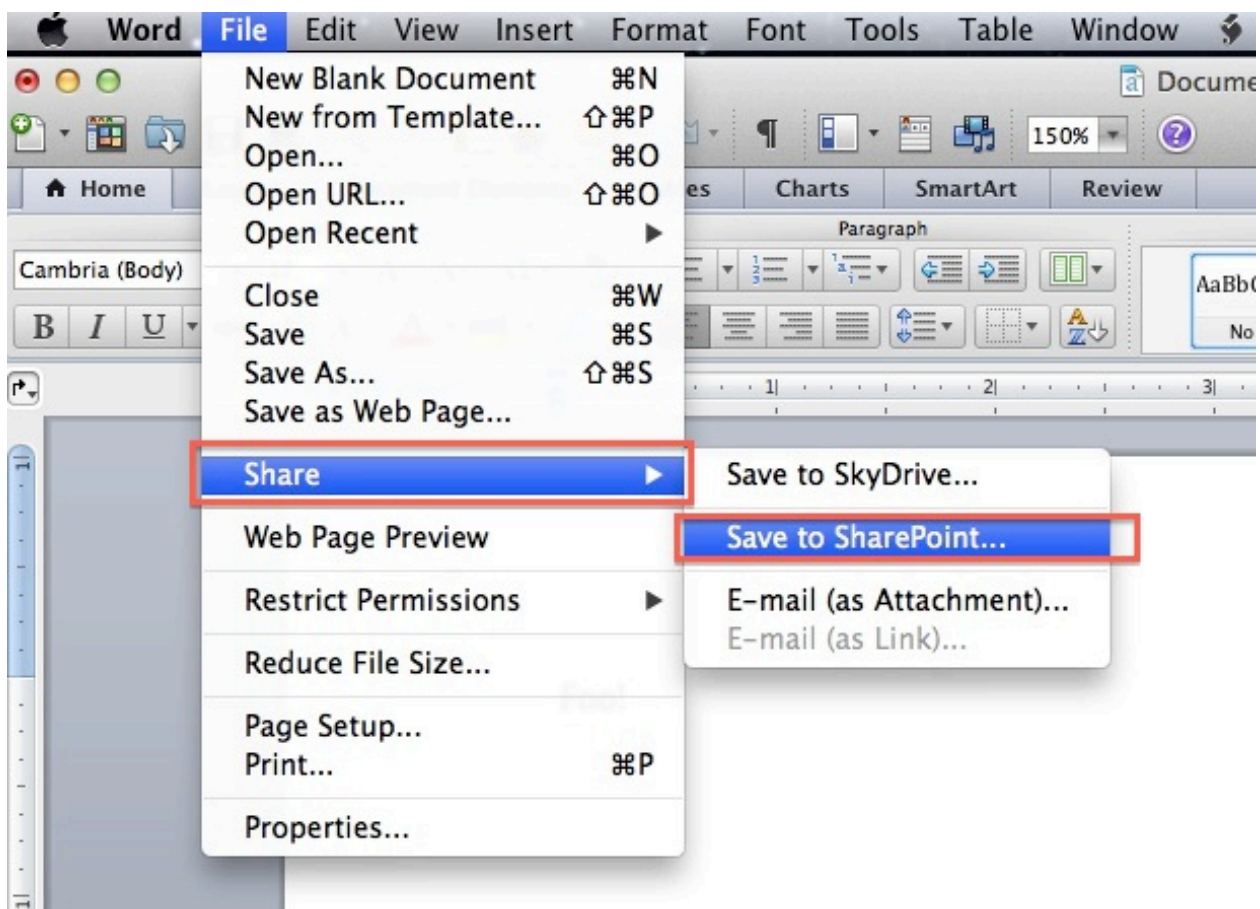 Word File Edit View Insert Format Font Tools Table Window
Docume
150%
Home
es Charts SmartArt Review
Paragraph
Cambria (Body)
AaBbC
B I U
No
1 2 3
New Blank Document ⌘N
New from Template... ⇧⌘P
Open... ⌘O
Open URL... ⇧⌘O
Open Recent ▶
Close ⌘W
Save ⌘S
Save As... ⇧⌘S
Save as Web Page...
Share ▶
Web Page Preview
Restrict Permissions ▶
Reduce File Size...
Page Setup...
Print... ⌘P
Properties...
Save to SkyDrive...
Save to SharePoint...
E-mail (as Attachment)...
E-mail (as Link)...